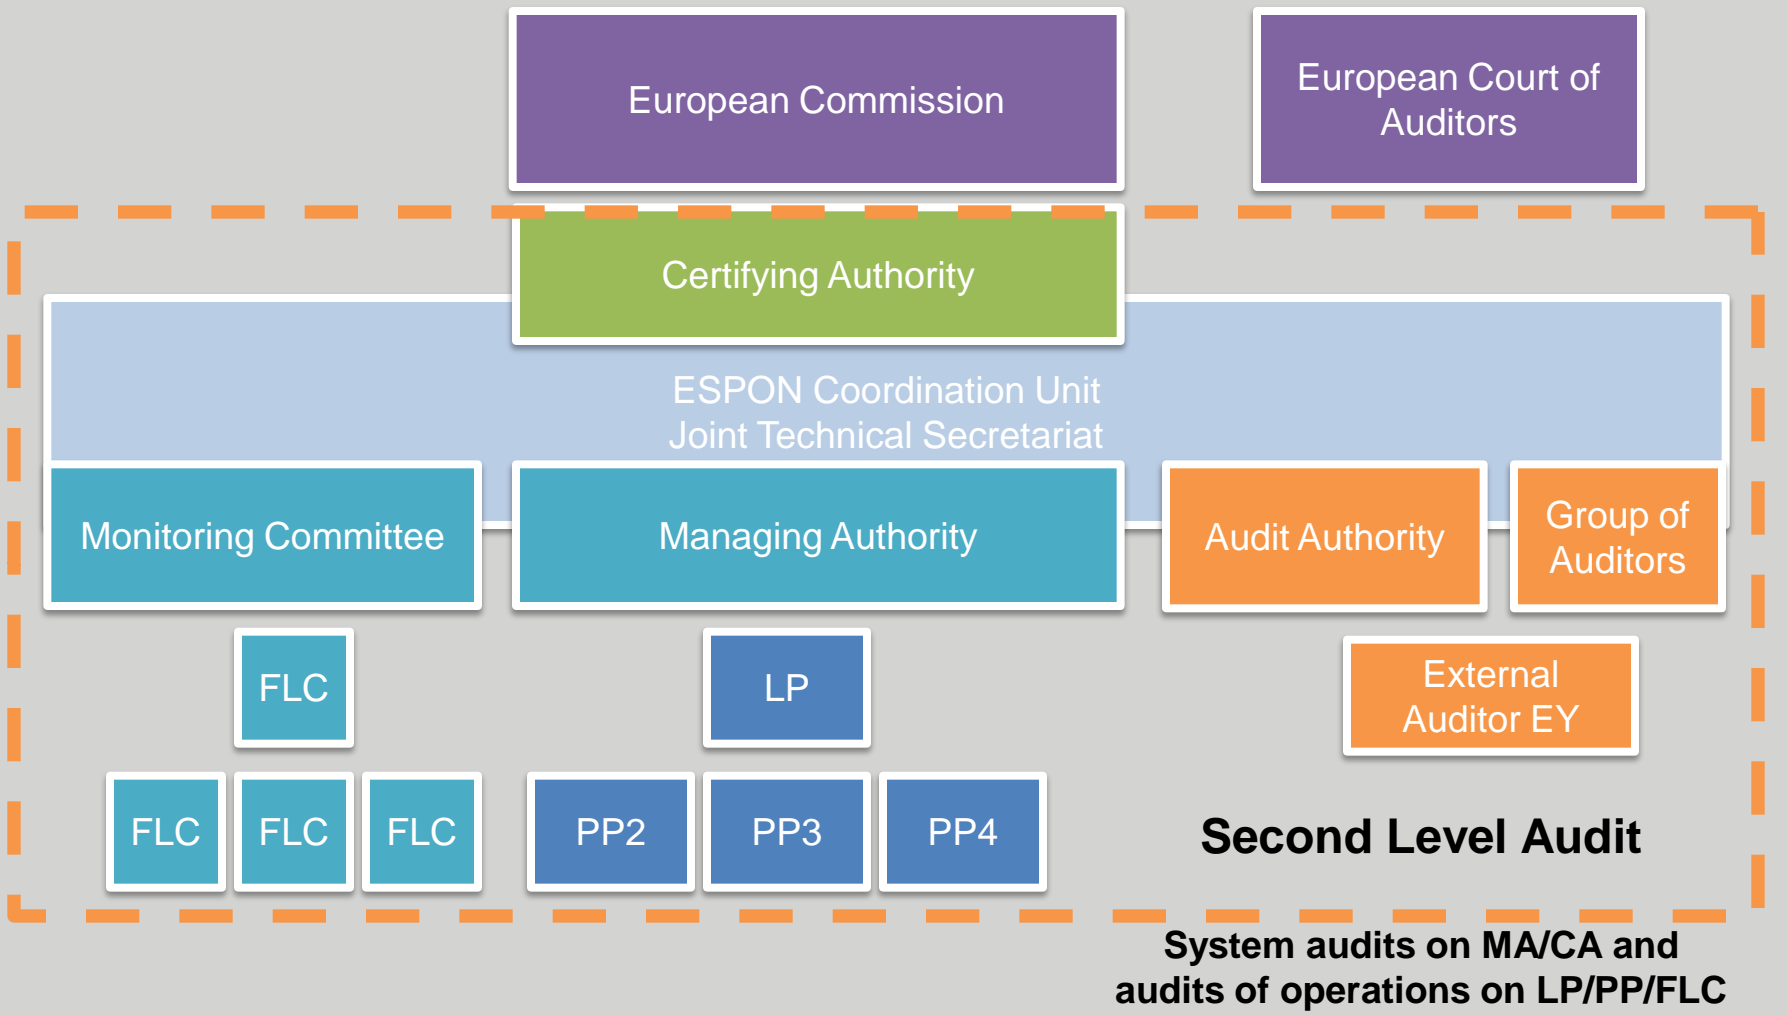 European Commission
European Court of
Auditors
Certifying Authority
ESPON Coordination Unit
Joint Technical Secretariat
Monitoring Committee
Managing Authority
Audit Authority
Group of
Auditors
FLC
LP
External
Auditor EY
FLC
FLC
FLC
PP2
PP3
PP4
Second Level Audit
System audits on MA/CA and
audits of operations on LP/PP/FLC